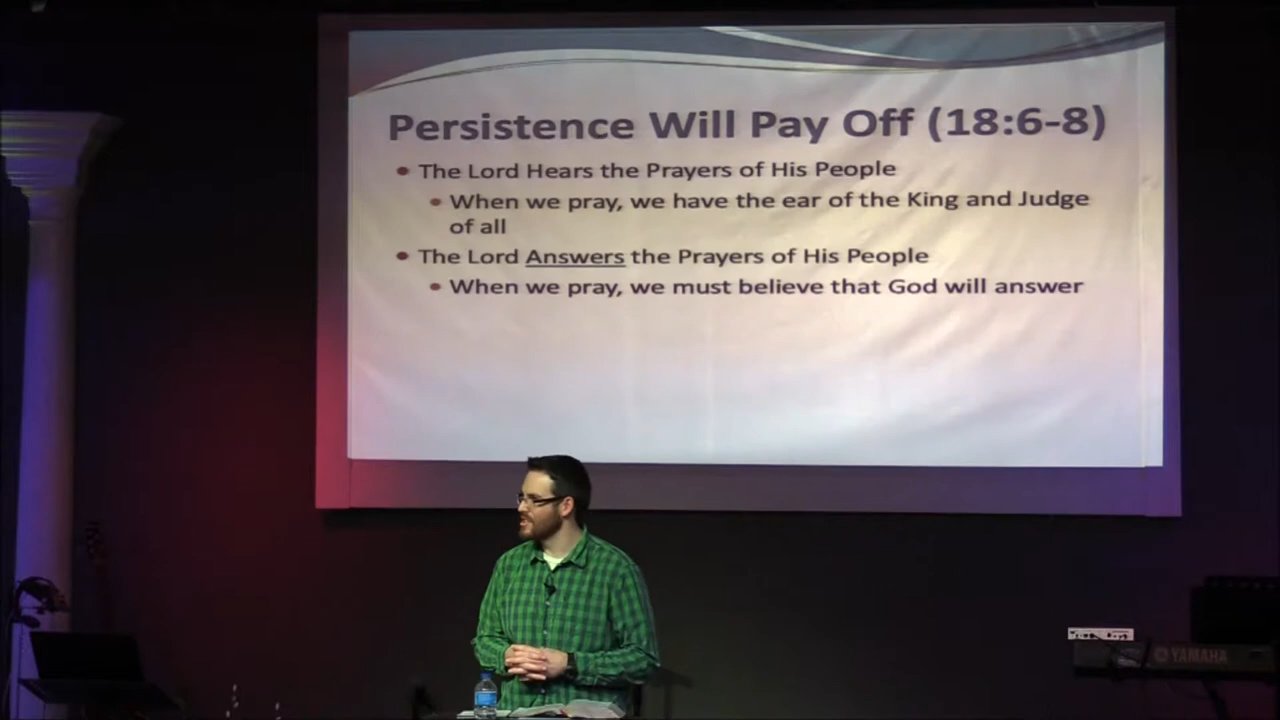 Persistence Will Pay Off (18:6-8)
• The Lord Hears the Prayers of His People
• When we pray, we have the ear of the King and Judge
of all
• The Lord Answers the Prayers of His People
• When we pray, we must believe that God will answer
YAMAHA